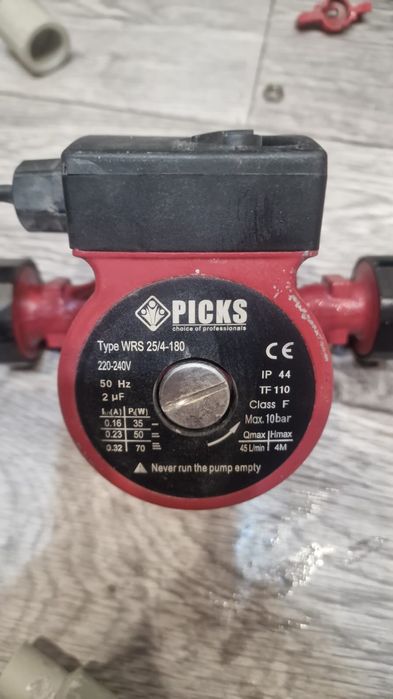 PICKS
choice of professionals
Type WRS 25/4-180
220-240V
50 Hz
2 µF
CE
IP 44
TF 110
Class F
Max.10bar
I (A) P (W)
0.16 35
0.23 50
0.32 70
Qmax Hmax
45 L/min 4M
Never run the pump empty